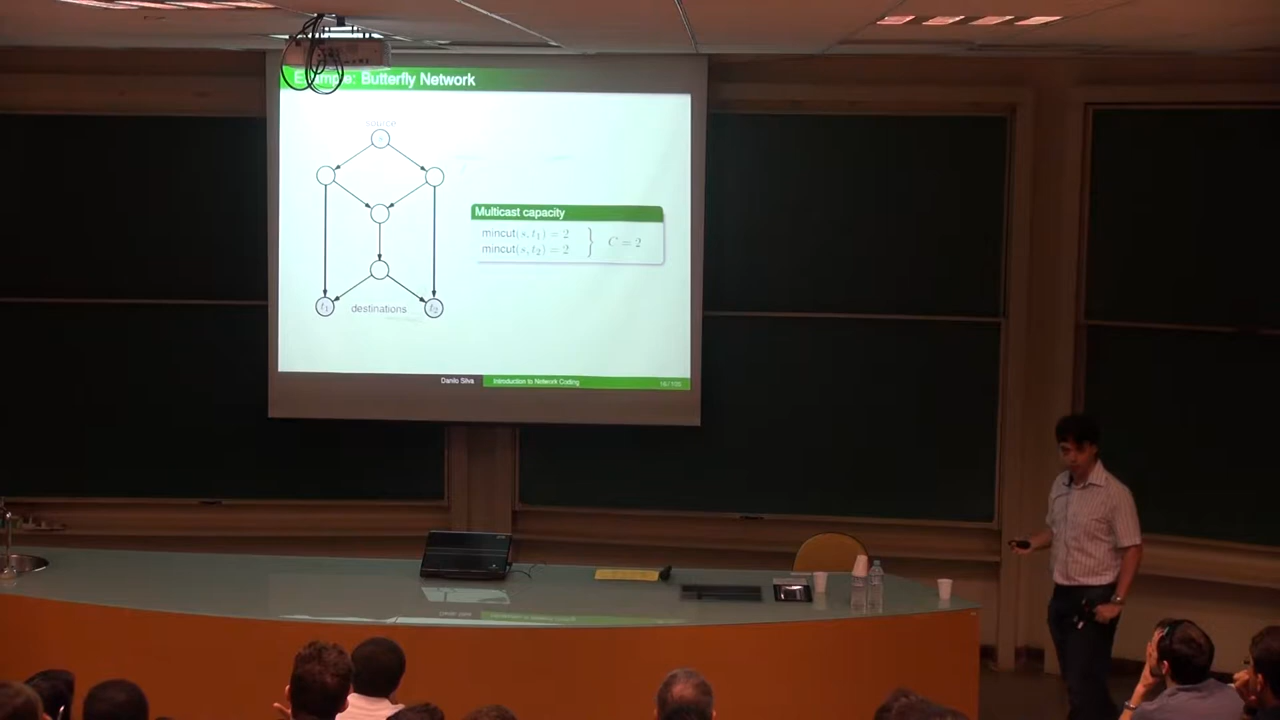 Example: Butterfly Network
source
Multicast capacity
mincut(s, t₁) = 2
mincut(s, t₂) = 2
} C = 2
t₁ destinations t₂
Danilo Silva Introduction to Network Coding